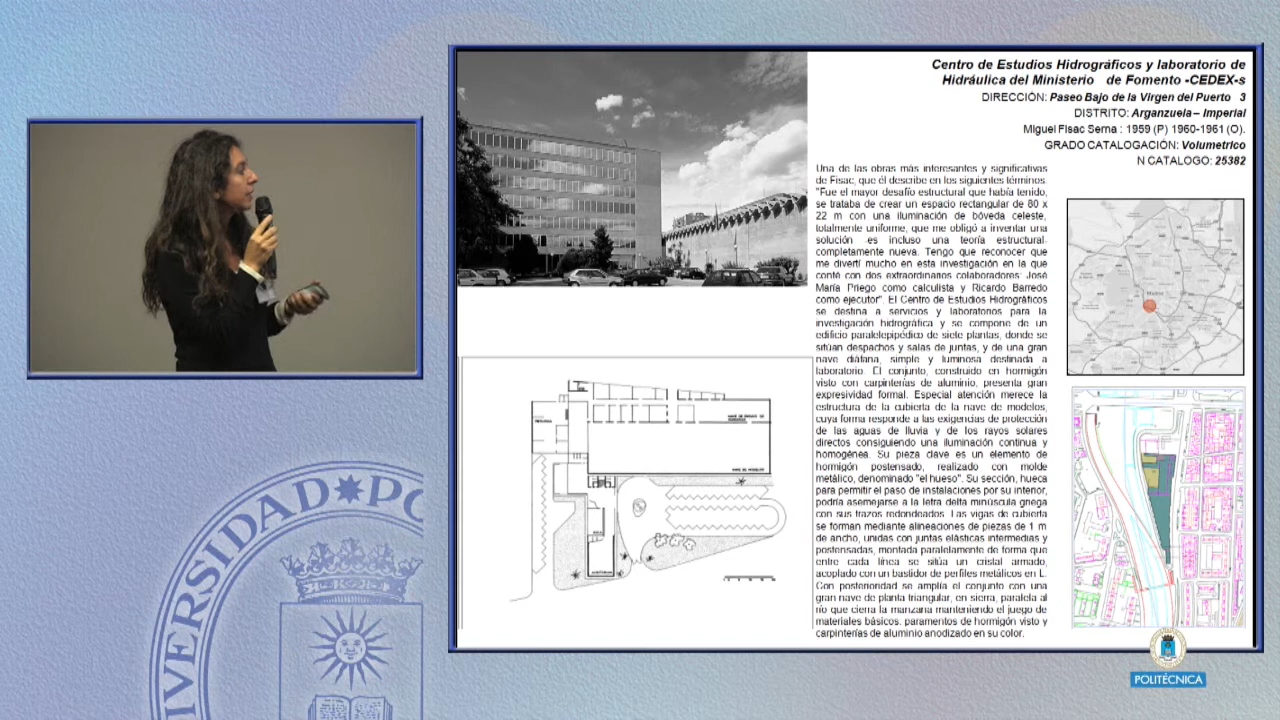 Centro de Estudios Hidrográficos y laboratorio de
Hidráulica del Ministerio de Fomento -CEDEX-s
DIRECCIÓN: Paseo Bajo de la Virgen del Puerto 3
DISTRITO: Arganzuela – Imperial
Miguel Fisac Serna : 1959 (P) 1960-1961 (O).
GRADO CATALOGACIÓN: Volumetrico
N CATALOGO: 25382
Una de las obras más interesantes y significativas
de Fisac, que él describe en los siguientes términos:
"Fue el mayor desafío estructural que había tenido,
se trataba de crear un espacio rectangular de 80 x
22 m con una iluminación de bóveda celeste,
totalmente uniforme, que me obligó a inventar una
solución -es incluso una teoría estructural-
completamente nueva. Tengo que reconocer que
me divertí mucho en esta investigación en la que
conté con dos extraordinarios colaboradores: José
María Priego como calculista y Ricardo Barredo
como ejecutor". El Centro de Estudios Hidrográficos
se destina a servicios y laboratorios para la
investigación hidrográfica y se compone de un
edificio paralelepipédico de siete plantas, donde se
sitúan despachos y salas de juntas, y de una gran
nave diáfana, simple y luminosa destinada a
laboratorio. El conjunto, construido en hormigón
visto con carpinterías de aluminio, presenta gran
expresividad formal. Especial atención merece la
estructura de la cubierta de la nave de modelos,
cuya forma responde a las exigencias de protección
de las aguas de lluvia y de los rayos solares
directos consiguiendo una iluminación continua y
homogénea. Su pieza clave es un elemento de
hormigón postensado, realizado con molde
metálico, denominado "el hueso". Su sección, hueca
para permitir el paso de instalaciones por su interior,
podría asemejarse a la letra delta minúscula griega
con sus trazos redondeados. Las vigas de cubierta
se forman mediante alineaciones de piezas de 1 m
de ancho, unidas con juntas elásticas intermedias y
postensadas, montada paralelamente de forma que
entre cada línea se sitúa un cristal armado,
acoplado con un bastidor de perfiles metálicos en L.
Con posterioridad se amplía el conjunto con una
gran nave de planta triangular, en sierra, paralela al
río que cierra la manzana manteniendo el juego de
materiales básicos: paramentos de hormigón visto y
carpinterías de aluminio anodizado en su color.
Madrid
UNIVERSIDAD PO
POLITÉCNICA